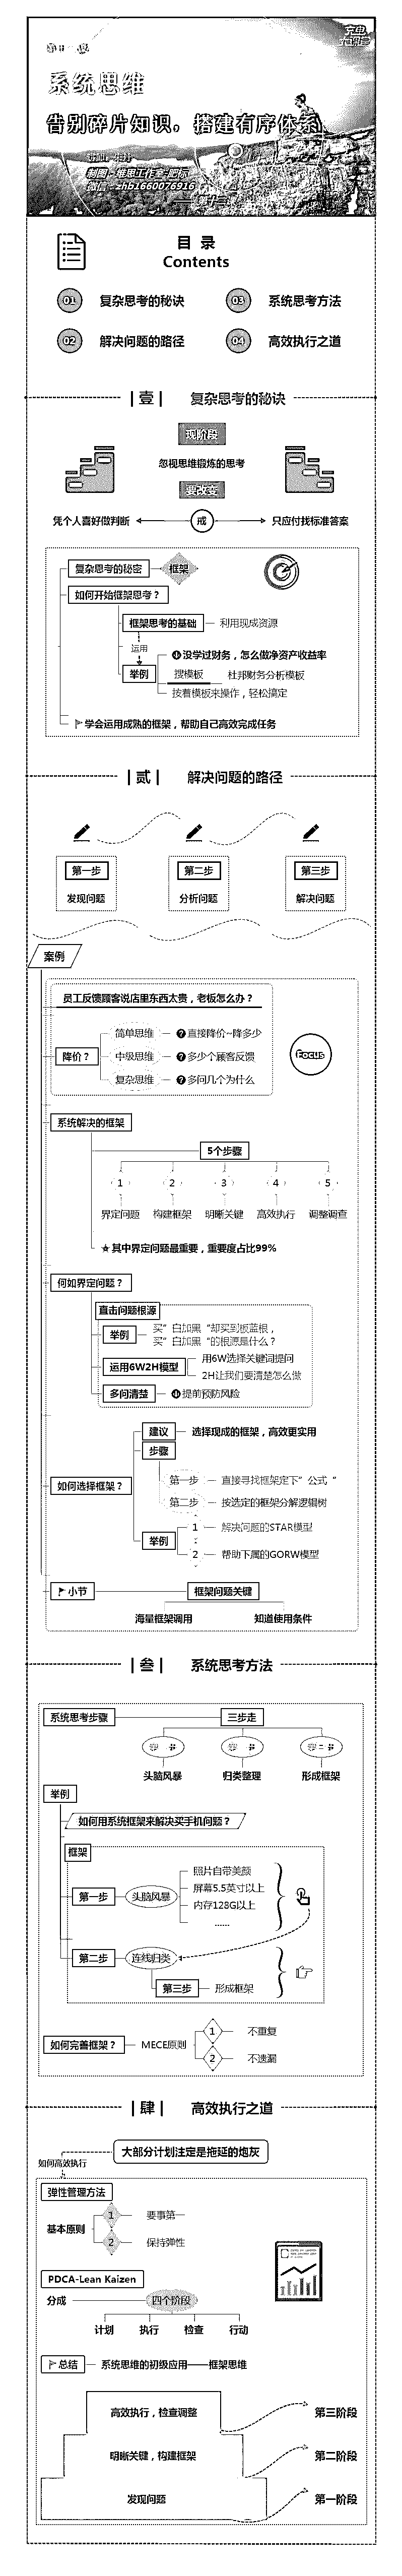 系统思维
告别碎片知识，搭建有序体系
微信：zhb1660076916
目 录
Contents
01 复杂思考的秘诀
03 系统思考方法
02 解决问题的路径
04 高效执行之道
壹 复杂思考的秘诀
现阶段
忽视思维锻炼的思考
要改变
凭个人喜好做判断
戒
只应付找标准答案
复杂思考的秘密
框架
如何开始框架思考？
框架思考的基础
利用现成资源
运用
没学过财务，怎么做净资产收益率
举例
搜模板
杜邦财务分析模板
按着模板来操作，轻松搞定
学会运用成熟的框架，帮助自己高效完成任务
贰 解决问题的路径
第一步
第二步
第三步
发现问题
分析问题
解决问题
案例
员工反馈顾客说店里东西太贵，老板怎么办？
降价？
简单思维
?直接降价~降多少
中级思维
?多少个顾客反馈
复杂思维
?多问几个为什么
Focus
系统解决的框架
5个步骤
1
2
3
4
5
界定问题
构建框架
明晰关键
高效执行
调整调查
其中界定问题最重要，重要度占比99%
何如界定问题？
直击问题根源
举例
买”白加黑“却买到板蓝根，
买”白加黑“的根源是什么？
运用6W2H模型
用6W选择关键词提问
2H让我们要清楚怎么做
多问清楚
提前预防风险
如何选择框架？
建议
选择现成的框架，高效更实用
步骤
第一步
直接寻找框架定下”公式“
第二步
按选定的框架分解逻辑树
举例
1
解决问题的STAR模型
2
帮助下属的GORW模型
小节
框架问题关键
海量框架调用
知道使用条件
叁 系统思考方法
系统思考步骤
三步走
头脑风暴
归类整理
形成框架
举例
如何用系统框架来解决买手机问题？
框架
第一步
头脑风暴
照片自带美颜
屏幕5.5英寸以上
内存128G以上
......
第二步
连线归类
第三步
形成框架
如何完善框架？
MECE原则
1
不重复
2
不遗漏
肆 高效执行之道
大部分计划注定是拖延的炮灰
如何高效执行
弹性管理方法
基本原则
1
要事第一
2
保持弹性
PDCA-Lean Kaizen
分成
四个阶段
计划
执行
检查
行动
总结
系统思维的初级应用——框架思维
高效执行，检查调整
第三阶段
明晰关键，构建框架
第二阶段
发现问题
第一阶段